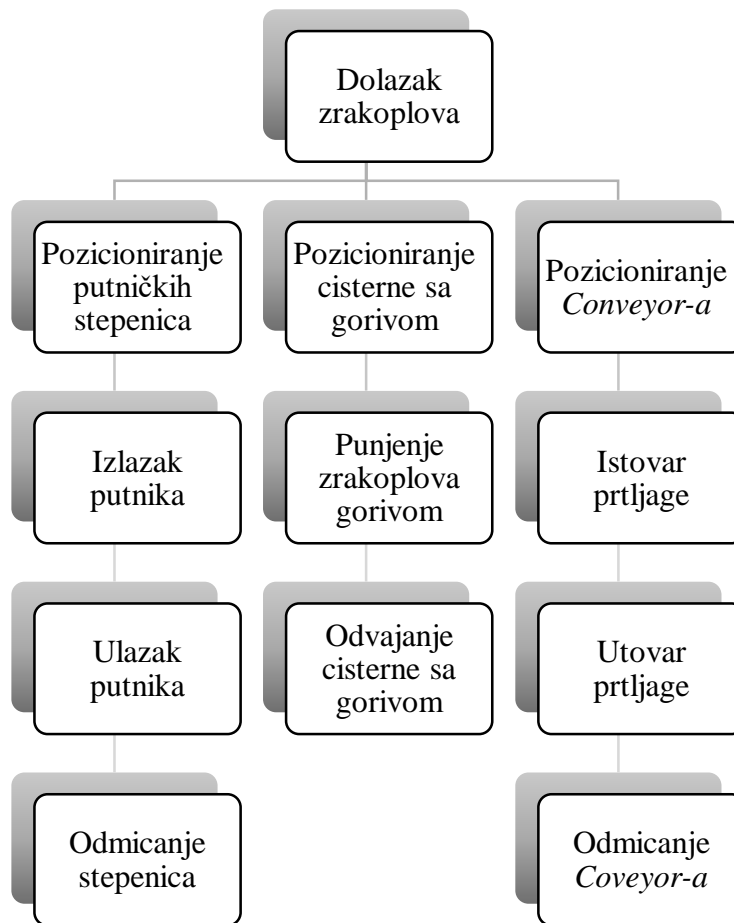 Dolazak
zrakoplova
Pozicioniranje
putničkih
stepenica
Pozicioniranje
cisterne sa
gorivom
Pozicioniranje
Conveyor-a
Izlazak
putnika
Punjenje
zrakoplova
gorivom
Istovar
prtljage
Ulazak
putnika
Odvajanje
cisterne sa
gorivom
Utovar
prtljage
Odmicanje
stepenica
Odmicanje
Coveyor-a